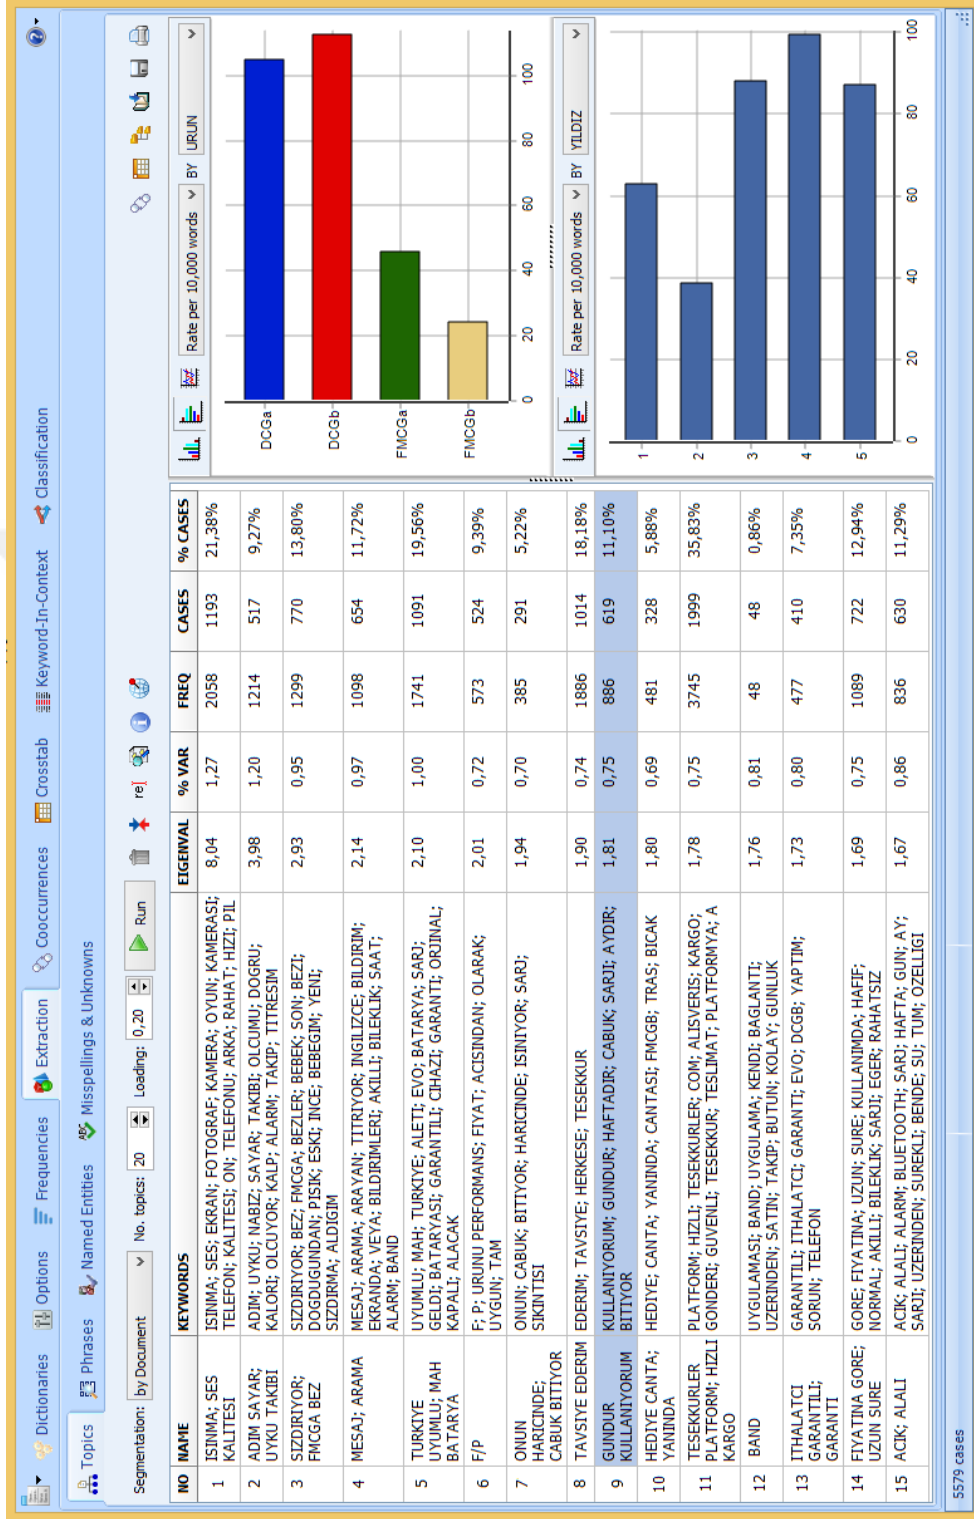 Dictionaries Options Frequencies Extraction Cooccurrences Crosstab Keyword-In-Context Classification
Topics Phrases Named Entities Misspellings & Unknowns
Segmentation: by Document No. topics: 20 Loading: 0,20 Run
NO NAME KEYWORDS EIGENVAL % VAR FREQ CASES % CASES
1 ISINMA; SES ISINMA; SES; EKRAN; FOTOGRAF; KAMERA; OYUN; KAMERASI; 8,04 1,27 2058 1193 21,38%
KALITESI TELEFON; KALITESI; ON; TELEFONU; ARKA; RAHAT; HIZI; PIL
2 ADIM SAYAR; ADIM; UYKU; NABIZ; SAYAR; TAKIBI; OLCUMU; DOGRU; 3,98 1,20 1214 517 9,27%
UYKU TAKIBI KALORI; OLCUYOR; KALP; ALARM; TAKIP; TITRESIM
3 SIZDIRIYOR; SIZDIRIYOR; BEZ; FMCGA; BEZLER; BEBEK; SON; BEZI; 2,93 0,95 1299 770 13,80%
FMCGA BEZ DOGDUGUNDAN; PISIK; ESKI; INCE; BEBEGIM; YENI;
SIZDIRMA; ALDIGIM
4 MESAJ; ARAMA MESAJ; ARAMA; ARAYAN; TITRIYOR; INGILIZCE; BILDIRIM; 2,14 0,97 1098 654 11,72%
EKRANDA; VEYA; BILDIRIMLERI; AKILLI; BILEKLIK; SAAT;
ALARM; BAND
5 TURKIYE UYUMLU; MAH; TURKIYE; ALETI; EVO; BATARYA; SARJ; 2,10 1,00 1741 1091 19,56%
UYUMLU; MAH GELDI; BATARYASI; GARANTILI; CIHAZI; GARANTI; ORJINAL;
BATARYA KAPALI; ALACAK
6 F/P F; P; URUNU PERFORMANS; FIYAT; ACISINDAN; OLARAK; 2,01 0,72 573 524 9,39%
UYGUN; TAM
7 ONUN ONUN; CABUK; BITIYOR; HARICINDE; ISINIYOR; SARJ; 1,94 0,70 385 291 5,22%
HARICINDE; SIKINTISI
CABUK BITIYOR
8 TAVSIYE EDERIM EDERIM; TAVSIYE; HERKESE; TESEKKUR 1,90 0,74 1886 1014 18,18%
9 GUNDUR KULLANIYORUM; GUNDUR; HAFTADIR; CABUK; SARJI; AYDIR; 1,81 0,75 886 619 11,10%
KULLANIYORUM BITIYOR
10 HEDIYE CANTA; HEDIYE; CANTA; YANINDA; CANTASI; FMCGB; TRAS; BICAK 1,80 0,69 481 328 5,88%
YANINDA
11 TESEKKURLER PLATFORM; HIZLI; TESEKKURLER; COM; ALISVERIS; KARGO; 1,78 0,75 3745 1999 35,83%
PLATFORM; HIZLI GONDERI; GUVENLI; TESEKKUR; TESLIMAT; PLATFORMYA; A
KARGO
12 BAND UYGULAMASI; BAND; UYGULAMA; KENDI; BAGLANTI; 1,76 0,81 48 48 0,86%
UZERINDEN; SATIN; TAKIP; BUTUN; KOLAY; GUNLUK
13 ITHALATCI GARANTILI; ITHALATCI; GARANTI; EVO; DCGB; YAPTIM; 1,73 0,80 477 410 7,35%
GARANTILI; SORUN; TELEFON
GARANTI
14 FIYATINA GORE; GORE; FIYATINA; UZUN; SURE; KULLANIMDA; HAFIF; 1,69 0,75 1089 722 12,94%
UZUN SURE NORMAL; AKILLI; BILEKLIK; SARJI; EGER; RAHATSIZ
15 ACIK; ALALI ACIK; ALALI; ALARM; BLUETOOTH; SARJ; HAFTA; GUN; AY; 1,67 0,86 836 630 11,29%
SARJI; UZERINDEN; SUREKLI; BENDE; SU; TUM; OZELLIGI
Rate per 10,000 words BY URUN
DCGa
DCGb
FMCGa
FMCGb
0 20 40 60 80 100
Rate per 10,000 words BY YILDIZ
1
2
3
4
5
0 20 40 60 80 100
5579 cases